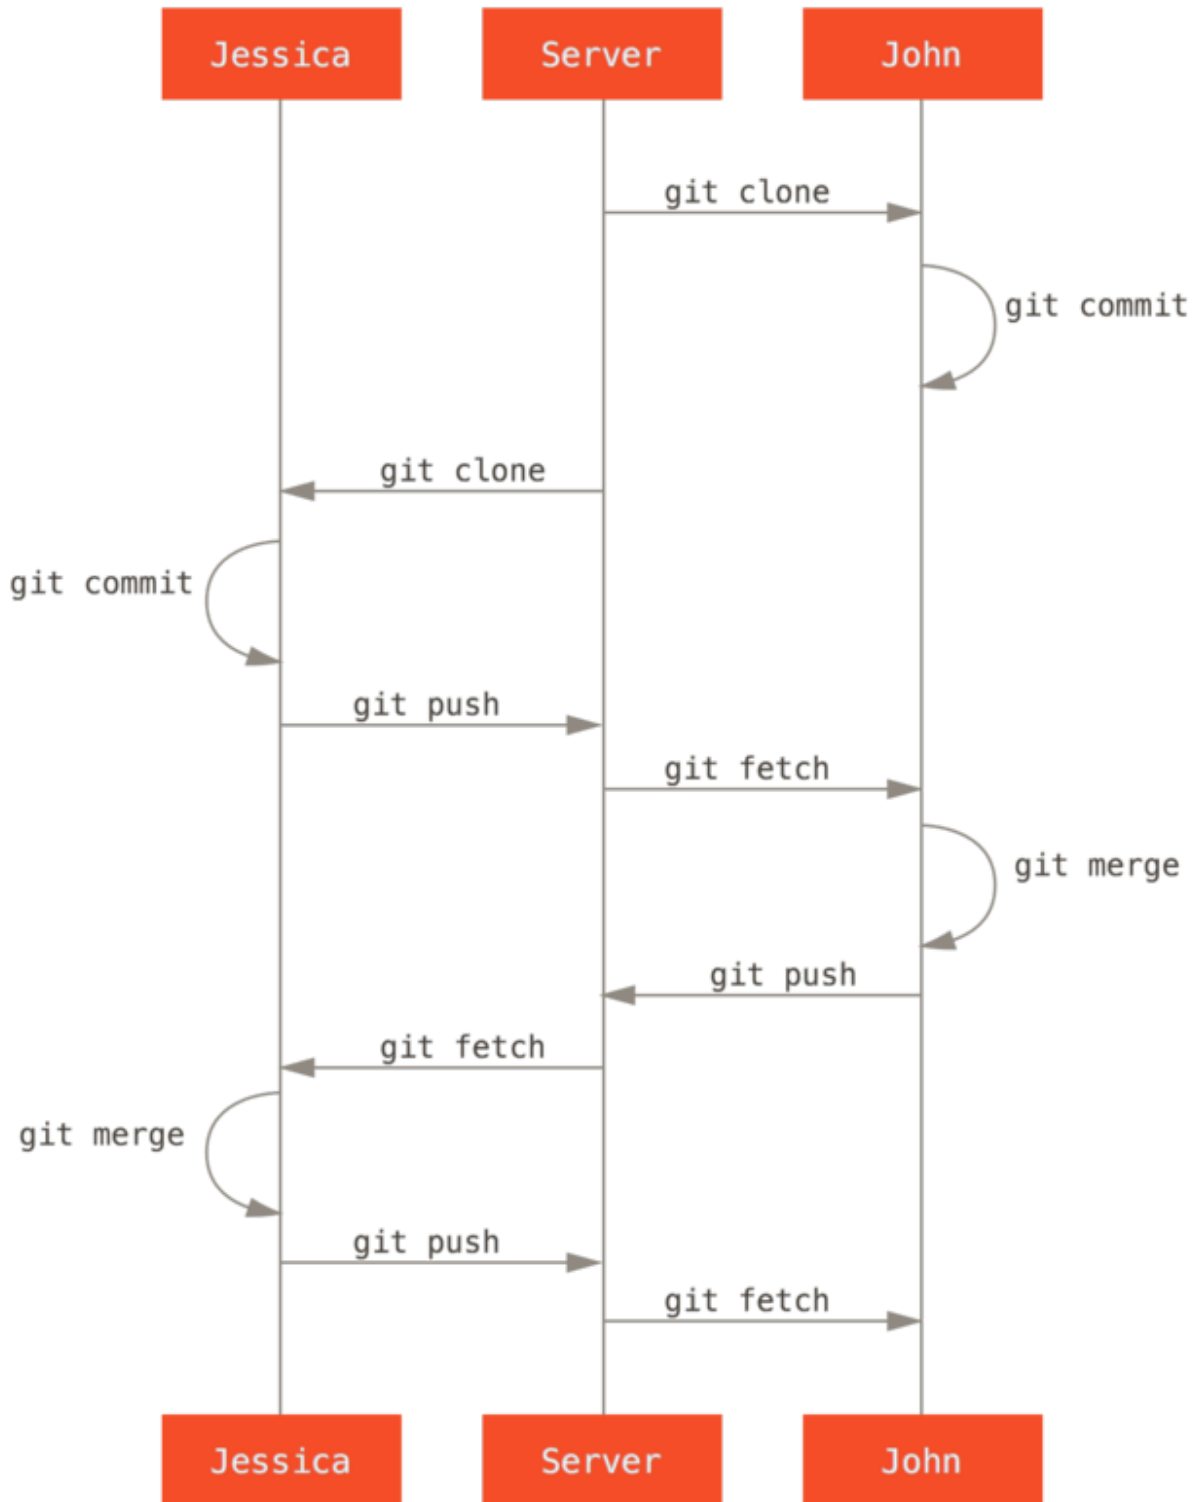 Jessica
Server
John
git clone
git commit
git clone
git commit
git push
git fetch
git merge
git push
git fetch
git merge
git push
git fetch
Jessica
Server
John